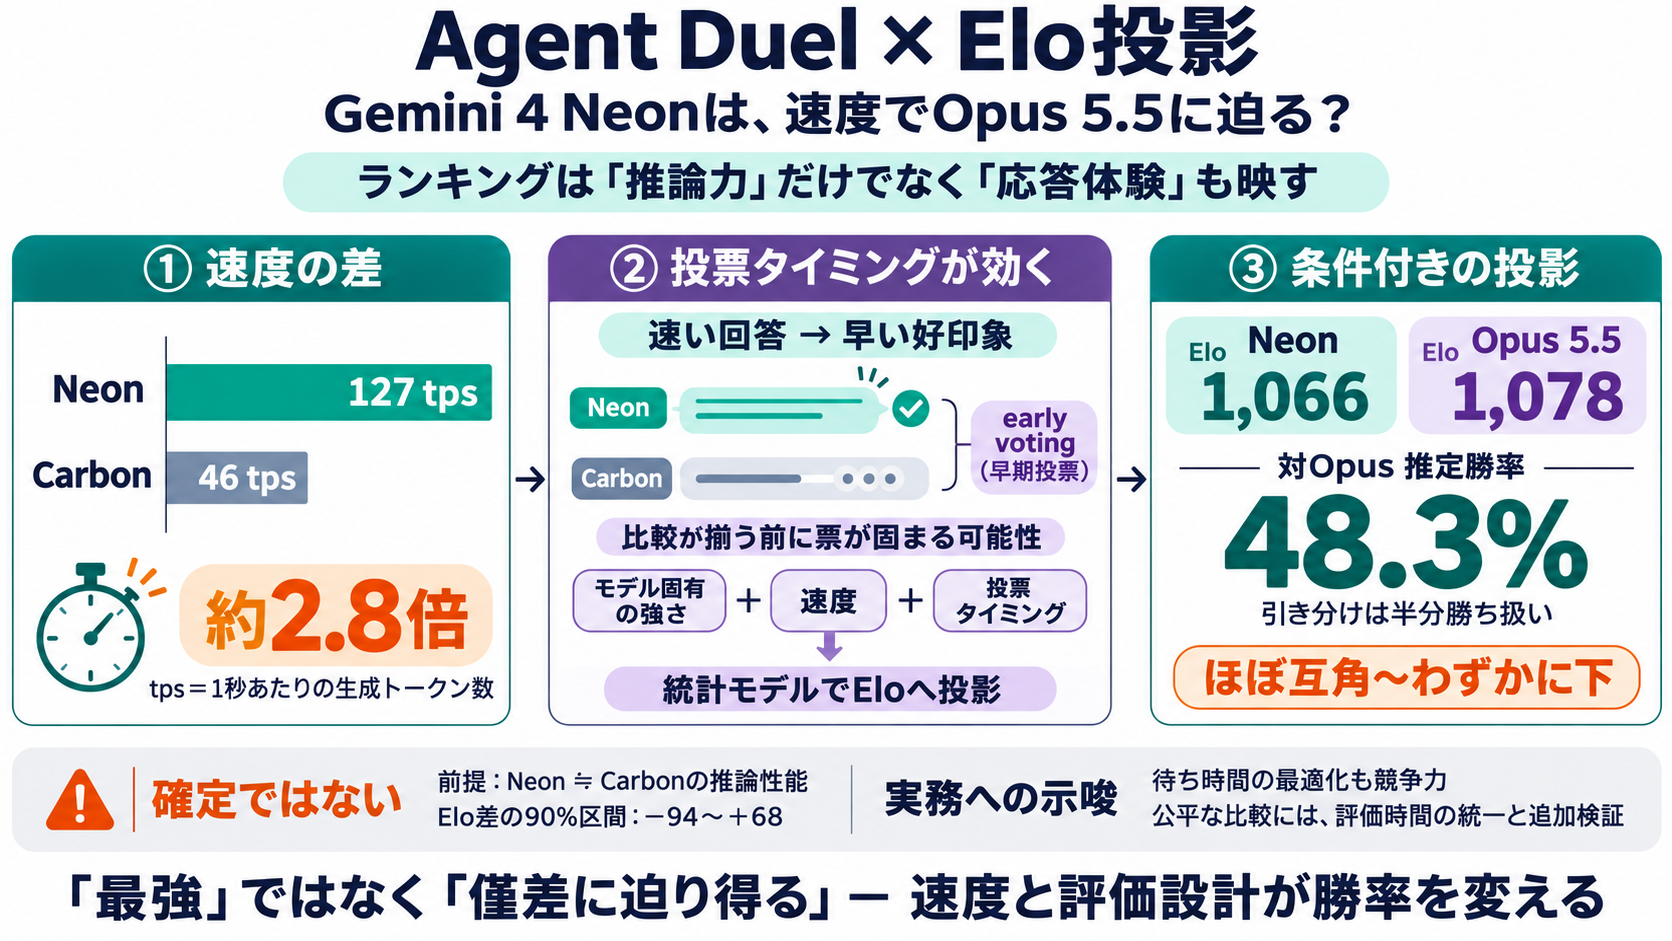 Agent Duel × Elo投影
Gemini 4 Neonは、速度でOpus 5.5に迫る？
ランキングは「推論力」だけでなく「応答体験」も映す
① 速度の差
Neon
127 tps
Carbon
46 tps
約2.8倍
tps＝1秒あたりの生成トークン数
② 投票タイミングが効く
速い回答 → 早い好印象
Neon
Carbon
early
voting
（早期投票）
比較が揃う前に票が固まる可能性
モデル固有
の強さ
+
速度
+
投票
タイミング
統計モデルでEloへ投影
③ 条件付きの投影
Elo Neon
1,066
Elo Opus 5.5
1,078
対Opus 推定勝率
48.3%
引き分けは半分勝ち扱い
ほぼ互角〜わずかに下
確定ではない
前提：Neon ≒ Carbonの推論性能
Elo差の90%区間：−94〜＋68
実務への示唆
待ち時間の最適化も競争力
公平な比較には、評価時間の統一と追加検証
「最強」ではなく「僅差に迫り得る」— 速度と評価設計が勝率を変える